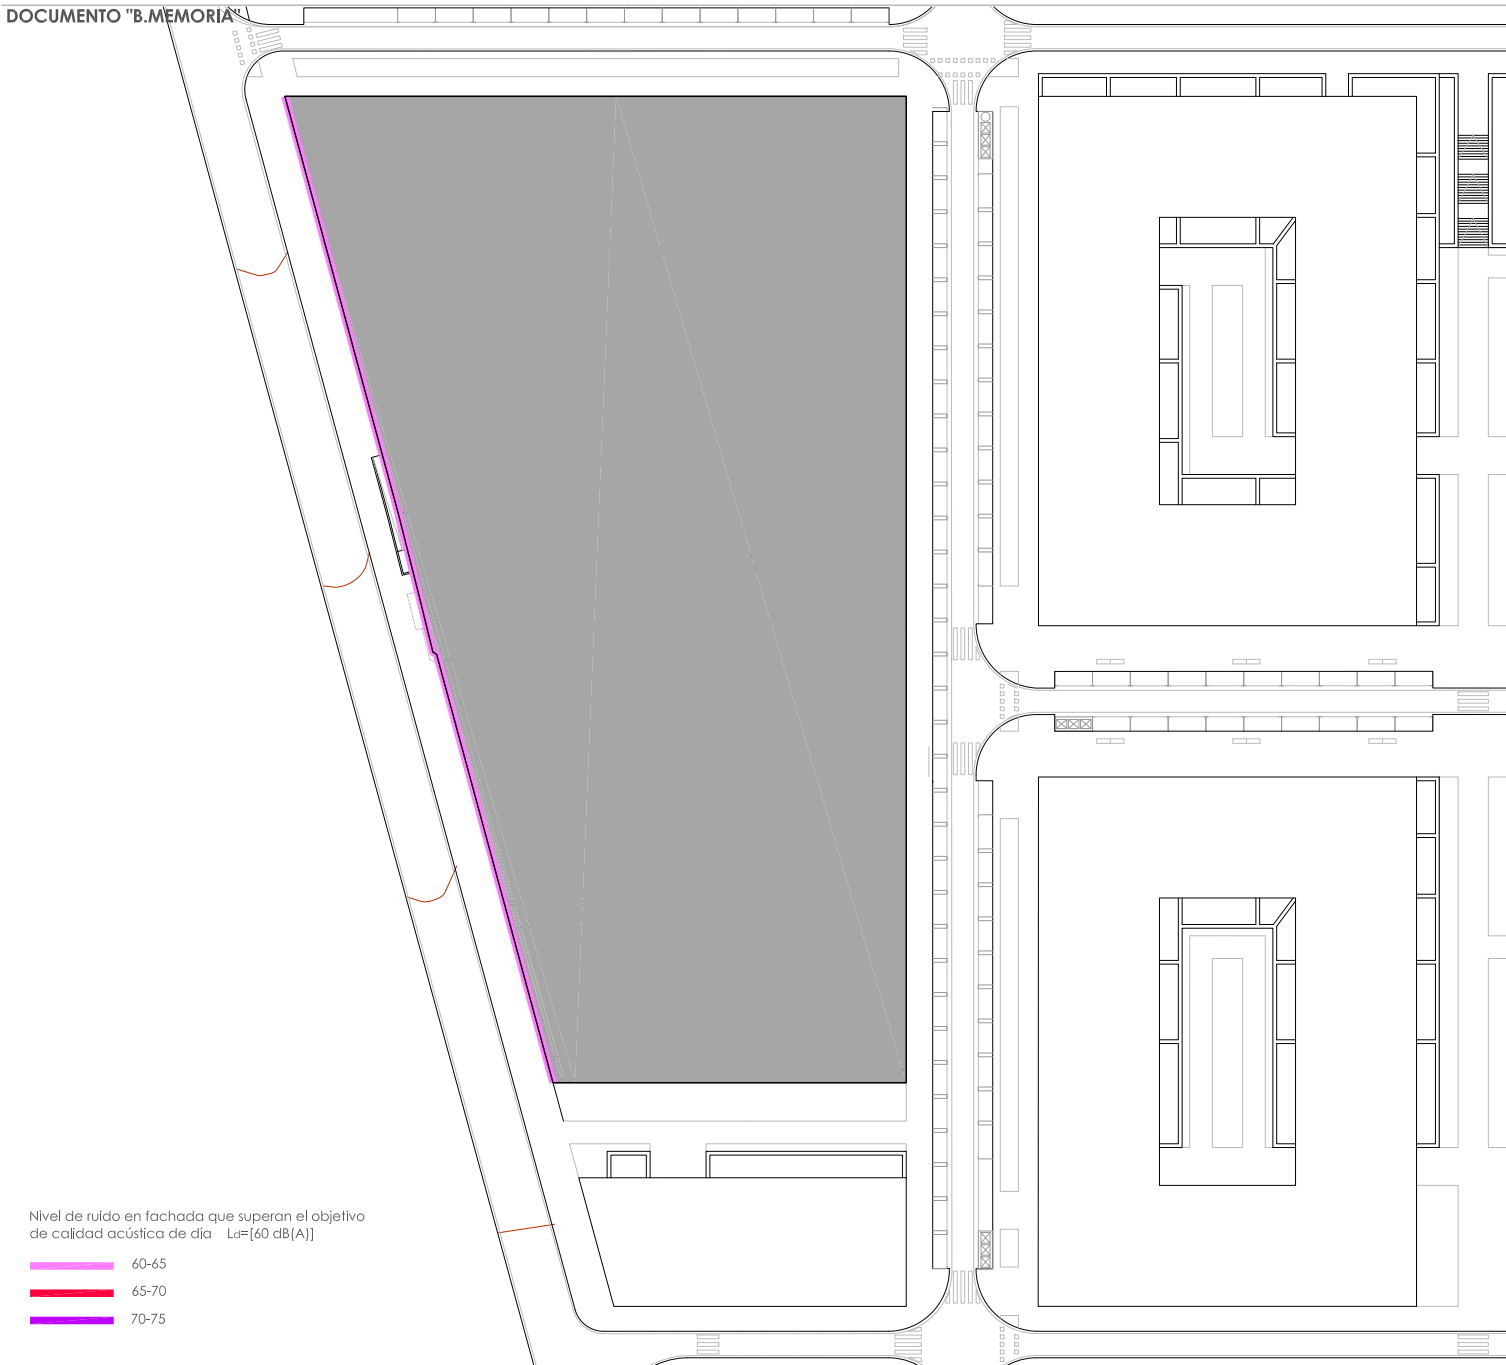 DOCUMENTO "B.MEMORIA"
Nivel de ruido en fachada que superan el objetivo
de calidad acústica de día Ld=[60 dB(A)]
60-65
65-70
70-75